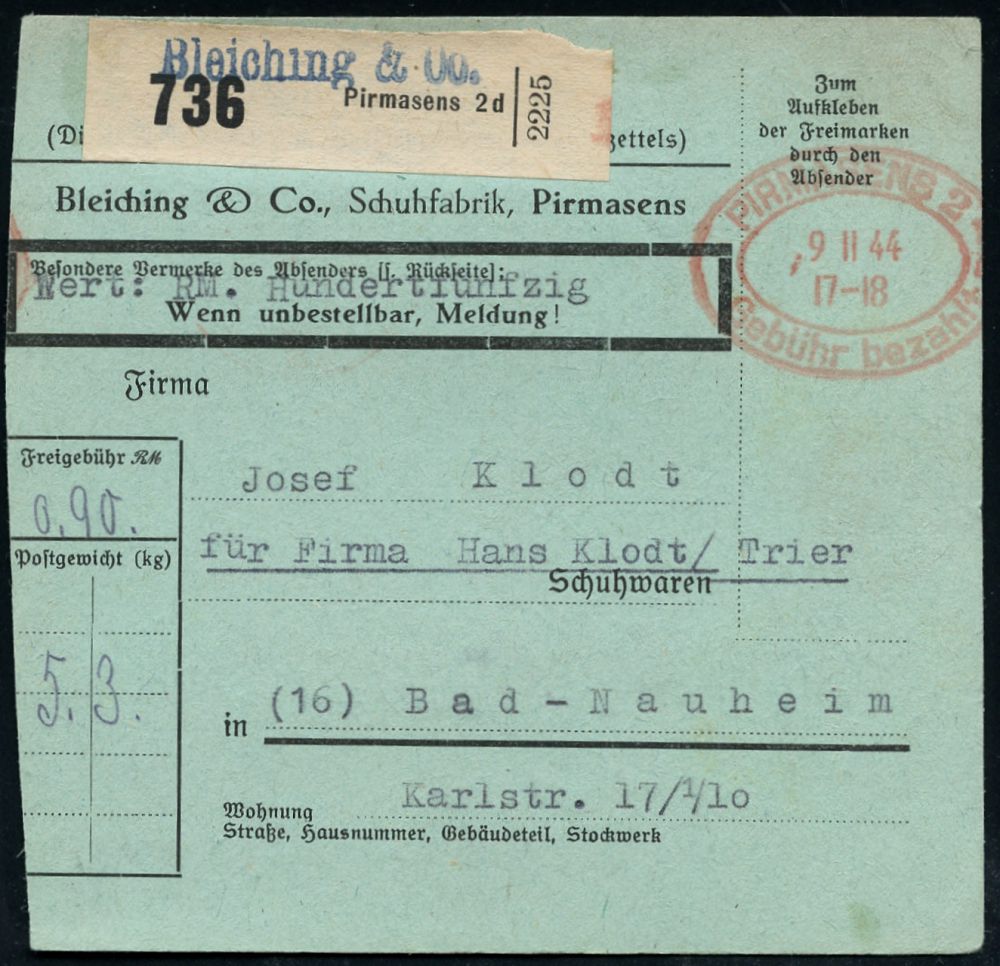 Bleiching & Co.
736
Pirmasens 2d
2225
(Di
zettels)
Zum
Aufkleben
der Freimarken
durch den
Absender
Bleiching & Co., Schuhfabrik, Pirmasens
PIRMASENS 2
9 II 44
17-18
Gebühr bezahlt
Besondere Vermerke des Absenders [s. Rückseite]:
Wert: RM. Hundertfünfzig
Wenn unbestellbar, Meldung!
Firma
Freigebühr RM
0,90.
Josef Klodt
Postgewicht (kg)
für Firma Hans Klodt/ Trier
Schuhwaren
5. 3.
in (16) Bad-Nauheim
Karlstr. 17/1/10
Wohnung
Straße, Hausnummer, Gebäudeteil, Stockwerk